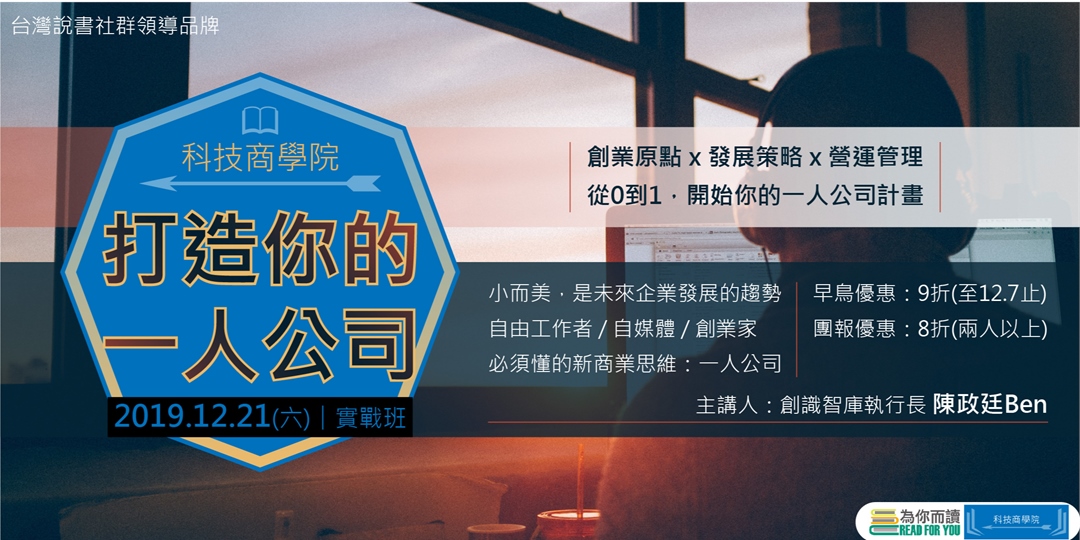 台灣說書社群領導品牌
科技商學院
打造你的
一人公司
2019.12.21(六)｜實戰班
創業原點 x 發展策略 x 營運管理
從0到1，開始你的一人公司計畫
小而美，是未來企業發展的趨勢
自由工作者 / 自媒體 / 創業家
必須懂的新商業思維：一人公司
早鳥優惠：9折(至12.7止)
團報優惠：8折(兩人以上)
主講人：創識智庫執行長 陳政廷Ben
為你而讀
READ FOR YOU
科技商學院